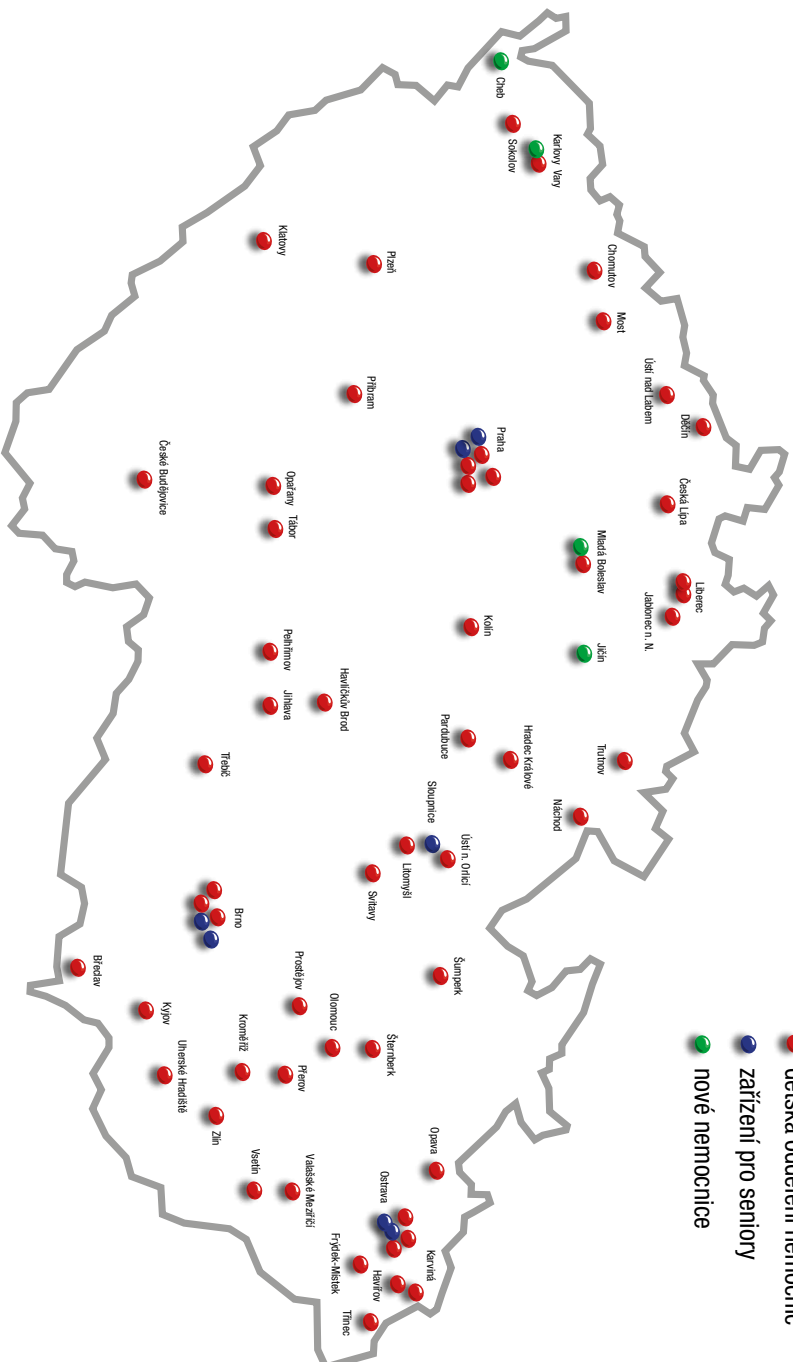 dětská oddělení nemocnic
zařízení pro seniory
nové nemocnice
Děčín
Liberec
Česká Lípa
Ústí nad Labem
Jablonec n. N.
Most
Chomutov
Trutnov
Mladá Boleslav
Jičín
Karlovy Vary
Náchod
Sokolov
Cheb
Praha
Kolín
Hradec Králové
Pardubuce
Ústí n. Orlicí
Sloupnice
Litomyšl
Svitavy
Šumperk
Opava
Ostrava
Karviná
Havířov
Frýdek-Místek
Třinec
Plzeň
Příbram
Klatovy
Opařany
Tábor
Havlíčkův Brod
Pelhřimov
Jihlava
Šternberk
Olomouc
Prostějov
Přerov
Valašské Meziříčí
Vsetín
Kroměříž
Zlín
Třebíč
Brno
Uherské Hradiště
Kyjov
České Budějovice
Břeclav